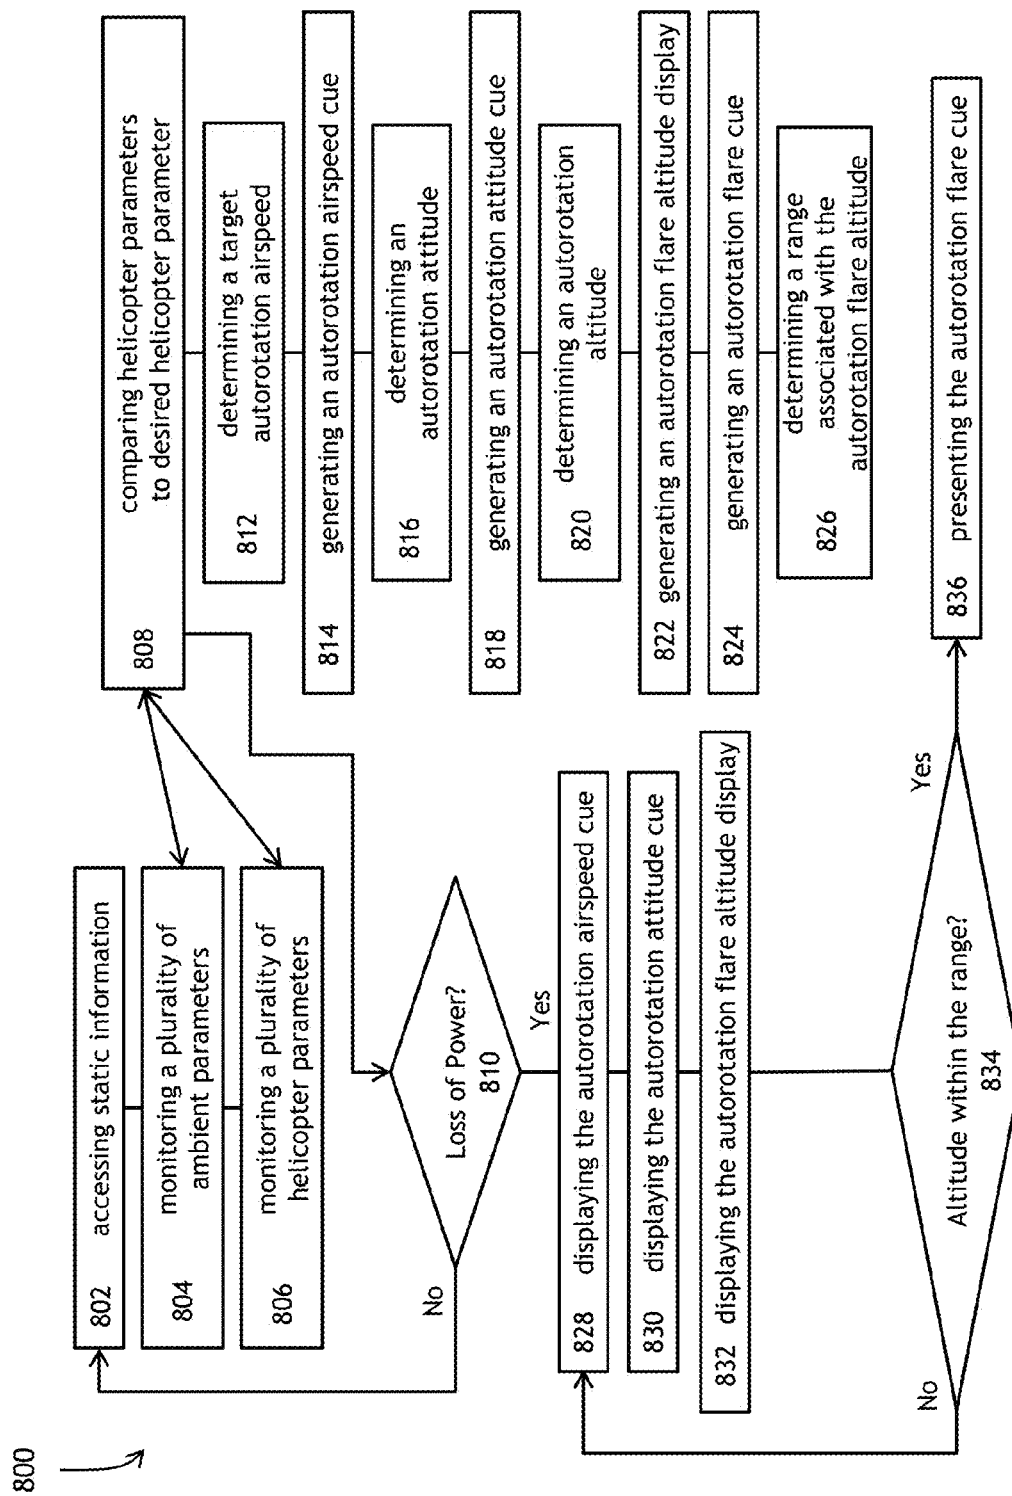 800
802 accessing static information
804 monitoring a plurality of
ambient parameters
806 monitoring a plurality of
helicopter parameters
808 comparing helicopter parameters
to desired helicopter parameter
Loss of Power?
810
No
Yes
812 determining a target
autorotation airspeed
814 generating an autorotation airspeed cue
816 determining an
autorotation attitude
818 generating an autorotation attitude cue
820 determining an autorotation
altitude
822 generating an autorotation flare altitude display
824 generating an autorotation flare cue
826 determining a range
associated with the
autorotation flare altitude
828 displaying the autorotation airspeed cue
830 displaying the autorotation attitude cue
832 displaying the autorotation flare altitude display
Altitude within the range?
834
No
Yes
836 presenting the autorotation flare cue